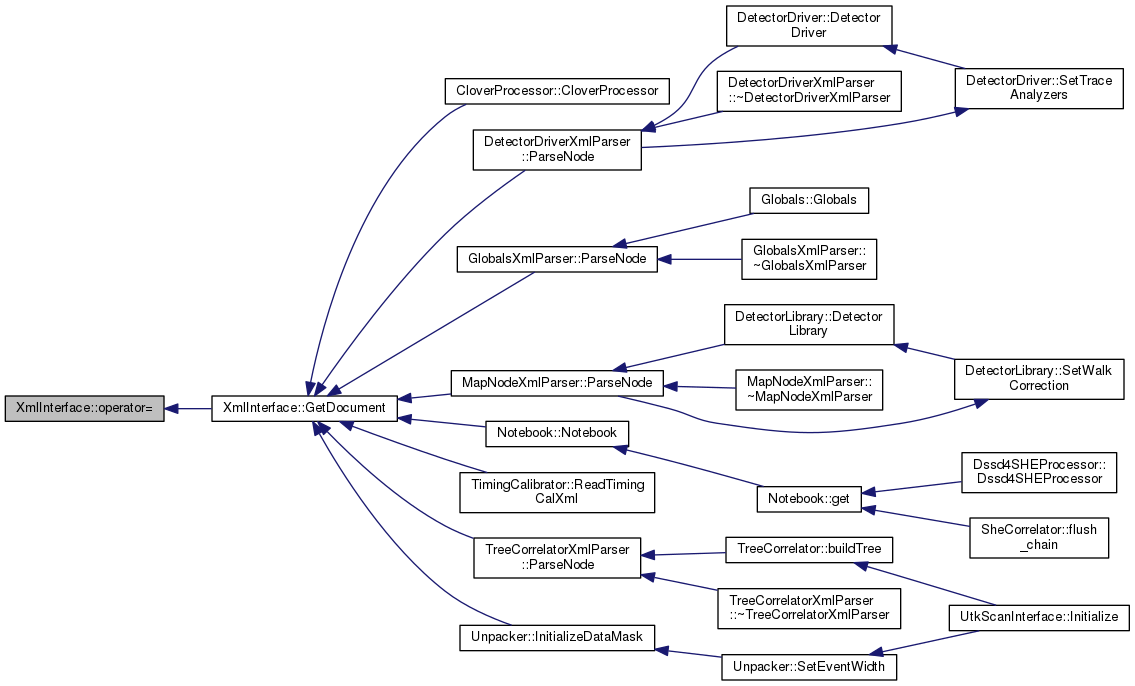 DetectorDriver::Detector
Driver
DetectorDriver::SetTrace
Analyzers
DetectorDriverXmlParser
::~DetectorDriverXmlParser
CloverProcessor::CloverProcessor
DetectorDriverXmlParser
::ParseNode
Globals::Globals
GlobalsXmlParser::ParseNode
GlobalsXmlParser::
~GlobalsXmlParser
DetectorLibrary::Detector
Library
DetectorLibrary::SetWalk
Correction
MapNodeXmlParser::ParseNode
MapNodeXmlParser::
~MapNodeXmlParser
XmlInterface::operator=
XmlInterface::GetDocument
Notebook::Notebook
Dssd4SHEProcessor::
Dssd4SHEProcessor
TimingCalibrator::ReadTiming
CalXml
Notebook::get
SheCorrelator::flush
_chain
TreeCorrelatorXmlParser
::ParseNode
TreeCorrelator::buildTree
TreeCorrelatorXmlParser
::~TreeCorrelatorXmlParser
UtkScanInterface::Initialize
Unpacker::InitializeDataMask
Unpacker::SetEventWidth